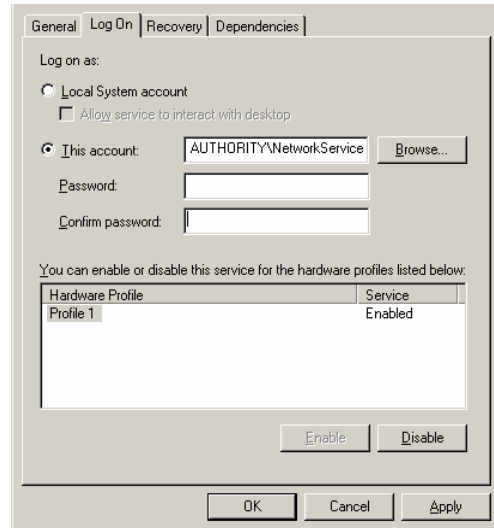 General Log On Recovery Dependencies
Log on as:
Local System account
Allow service to interact with desktop
This account: AUTHORITY\NetworkService Browse...
Password:
Confirm password:
You can enable or disable this service for the hardware profiles listed below:
Hardware Profile Service
Profile 1 Enabled
Enable Disable
OK Cancel Apply